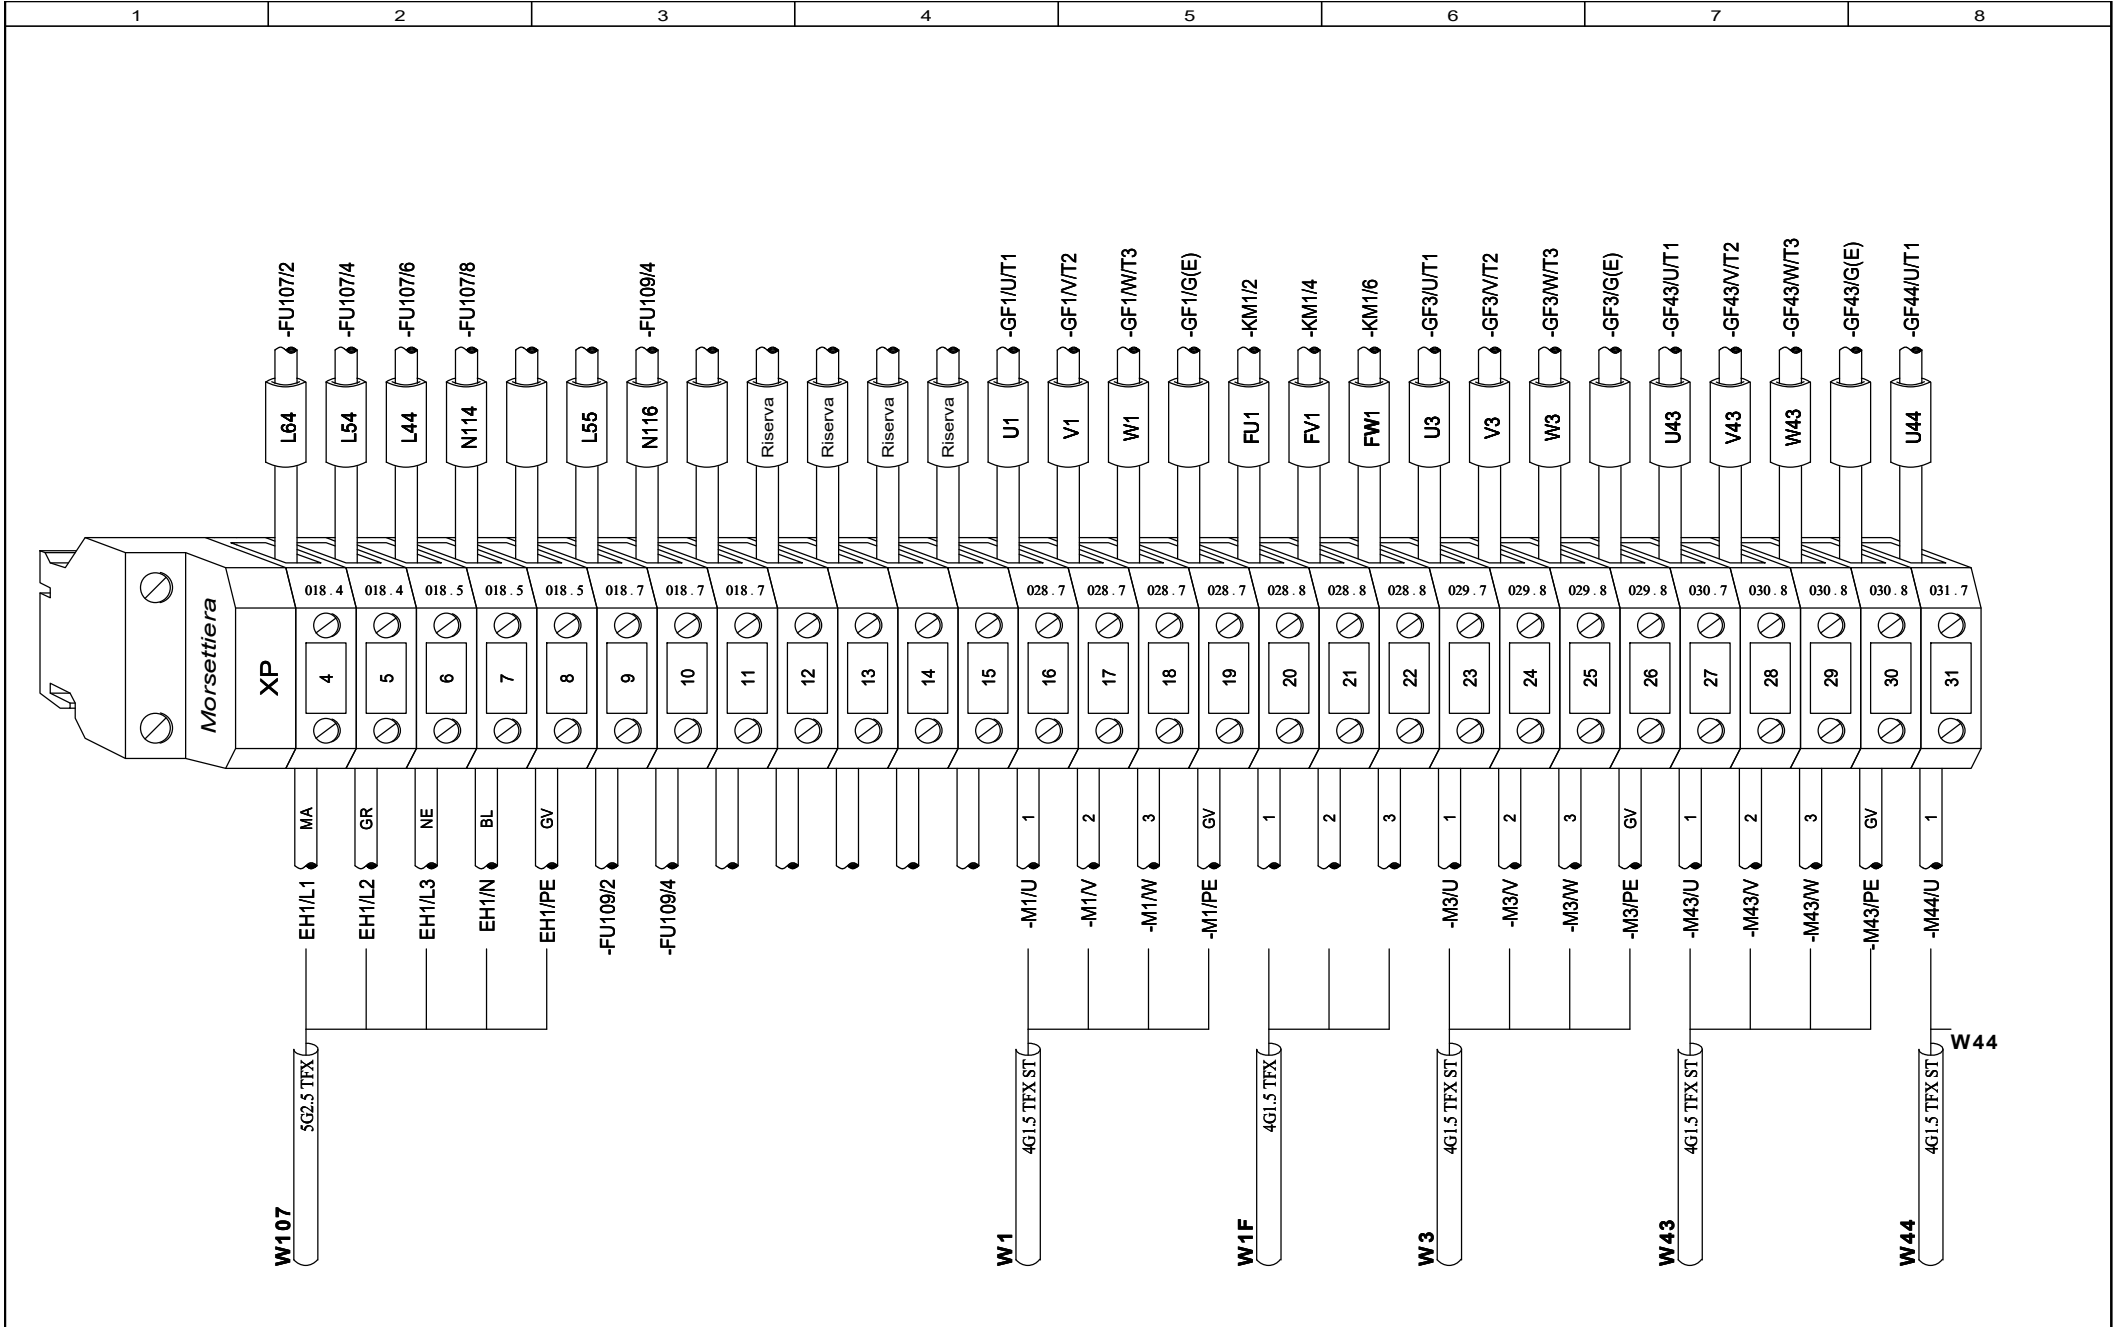 1 2 3 4 5 6 7 8
-FU107/2 -FU107/4 -FU107/6 -FU107/8 -FU109/4 -GF1/U/T1 -GF1/V/T2 -GF1/W/T3 -GF1/G(E) -KM1/2 -KM1/4 -KM1/6 -GF3/U/T1 -GF3/V/T2 -GF3/W/T3 -GF3/G(E) -GF43/U/T1 -GF43/V/T2 -GF43/W/T3 -GF43/G(E) -GF44/U/T1
L64 L54 L44 N114 L55 N116 Riserva Riserva Riserva Riserva U1 V1 W1 FU1 FV1 FW1 U3 V3 W3 U43 V43 W43 U44
018.4 018.4 018.5 018.5 018.5 018.7 018.7 018.7 028.7 028.7 028.7 028.7 028.8 028.8 028.8 029.7 029.8 029.8 029.8 030.7 030.8 030.8 030.8 031.7
Morsettiera
XP
4 5 6 7 8 9 10 11 12 13 14 15 16 17 18 19 20 21 22 23 24 25 26 27 28 29 30 31
MA GR NE BL GV 1 2 3 GV 1 2 3 1 2 3 GV 1 2 3 GV 1
EH1/L1 EH1/L2 EH1/L3 EH1/N EH1/PE -FU109/2 -FU109/4 -M1/U -M1/V -M1/W -M1/PE -M3/U -M3/V -M3/W -M3/PE -M43/U -M43/V -M43/W -M43/PE -M44/U
W44
5G2.5 TFX 4G1.5 TFX ST 4G1.5 TFX 4G1.5 TFX ST 4G1.5 TFX ST 4G1.5 TFX ST
W107 W1 W1F W3 W43 W44